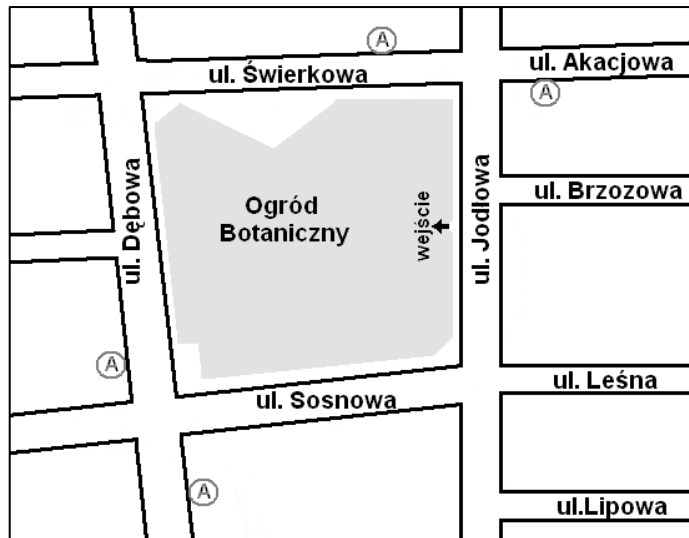 A
ul. Świerkowa
ul. Akacjowa
A
ul. Dębowa
Ogród
Botaniczny
wejście
ul. Jodłowa
ul. Brzozowa
A
ul. Sosnowa
ul. Leśna
A
ul.Lipowa